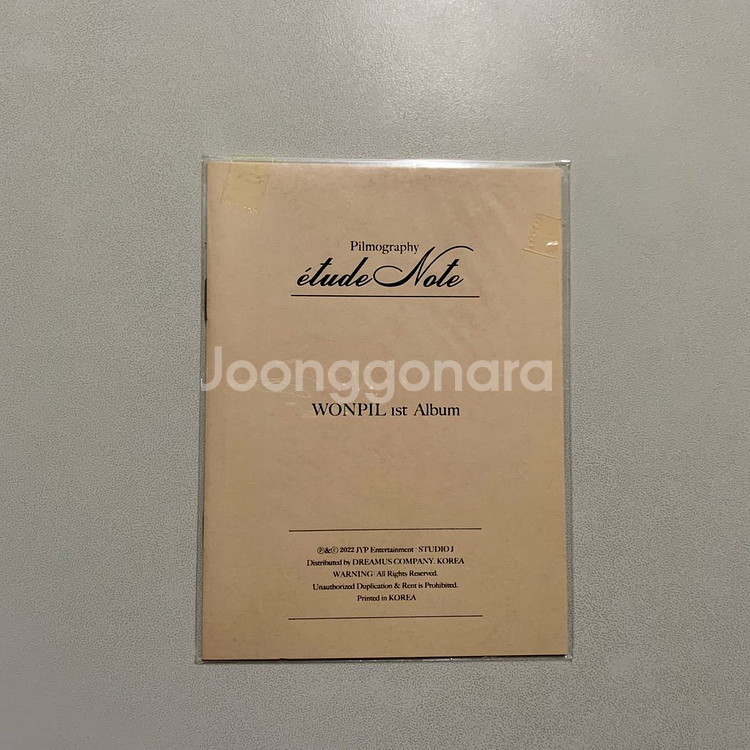 Pilmography
étude Note
Joonggonara
WONPIL 1st Album
Ⓟ&ⓒ 2022 JYP Entertainment · STUDIO J
Distributed by DREAMUS COMPANY. KOREA
WARNING: All Rights Reserved.
Unauthorized Duplication & Rent is Prohibited.
Printed in KOREA